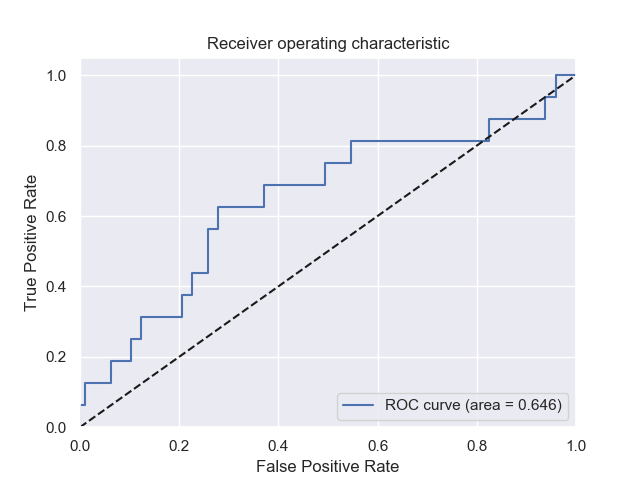 Receiver operating characteristic
1.0
0.8
0.6
0.4
0.2
0.0
True Positive Rate
ROC curve (area = 0.646)
0.0 0.2 0.4 0.6 0.8 1.0
False Positive Rate